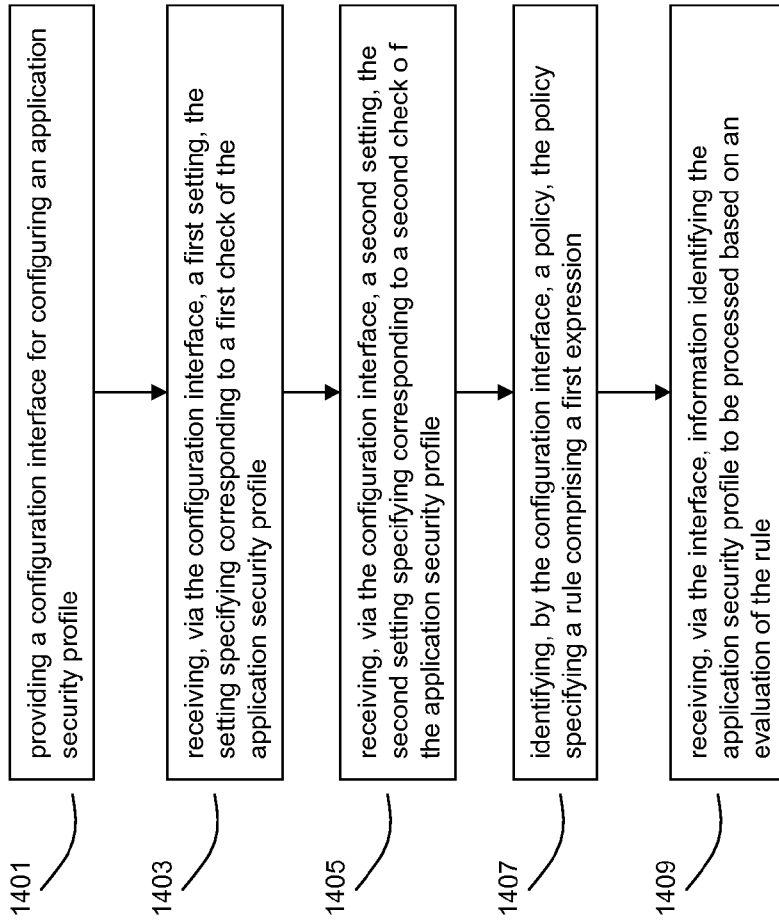 1401
providing a configuration interface for configuring an application
security profile
1403
receiving, via the configuration interface, a first setting, the
setting specifying corresponding to a first check of the
application security profile
1405
receiving, via the configuration interface, a second setting, the
second setting specifying corresponding to a second check of
the application security profile
1407
identifying, by the configuration interface, a policy, the policy
specifying a rule comprising a first expression
1409
receiving, via the interface, information identifying the
application security profile to be processed based on an
evaluation of the rule